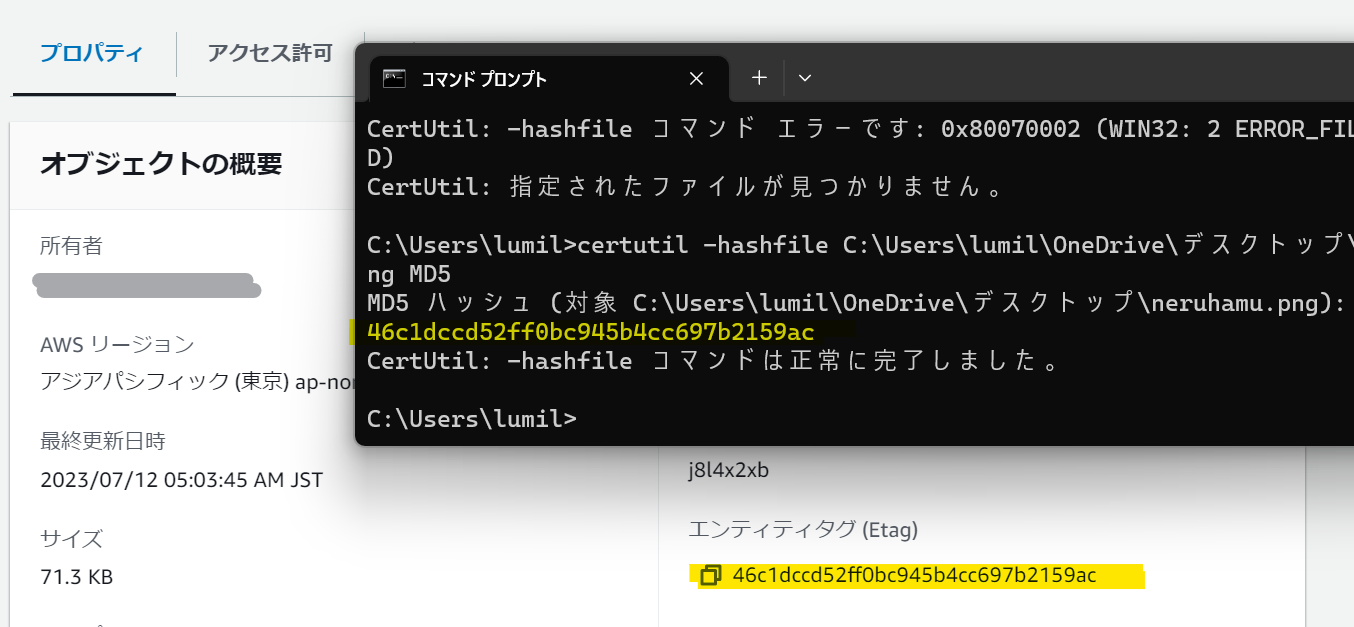 プロパティ
アクセス許可
オブジェクトの概要
所有者
AWS リージョン
アジアパシフィック (東京)
最終更新日時
2023/07/12 05:03:45 AM JST
サイズ
71.3 KB
コマンド プロンプト
CertUtil: -hashfile コマンド エラーです: 0x80070002 (WIN32: 2
D)
CertUtil: 指定されたファイルが見つかりません。
C:\Users\lumil>certutil -hashfile C:\Users\lumil\OneDrive\デスクトップ\
ng MD5
MD5 ハッシュ (対象 C:\Users\lumil\OneDrive\デスクトップ\neruhamu.png):
46c1dccd52ff0bc945b4cc697b2159ac
CertUtil: -hashfile コマンドは正常に完了しました。
C:\Users\lumil>
j8l4x2xb
エンティティタグ (Etag)
46c1dccd52ff0bc945b4cc697b2159ac